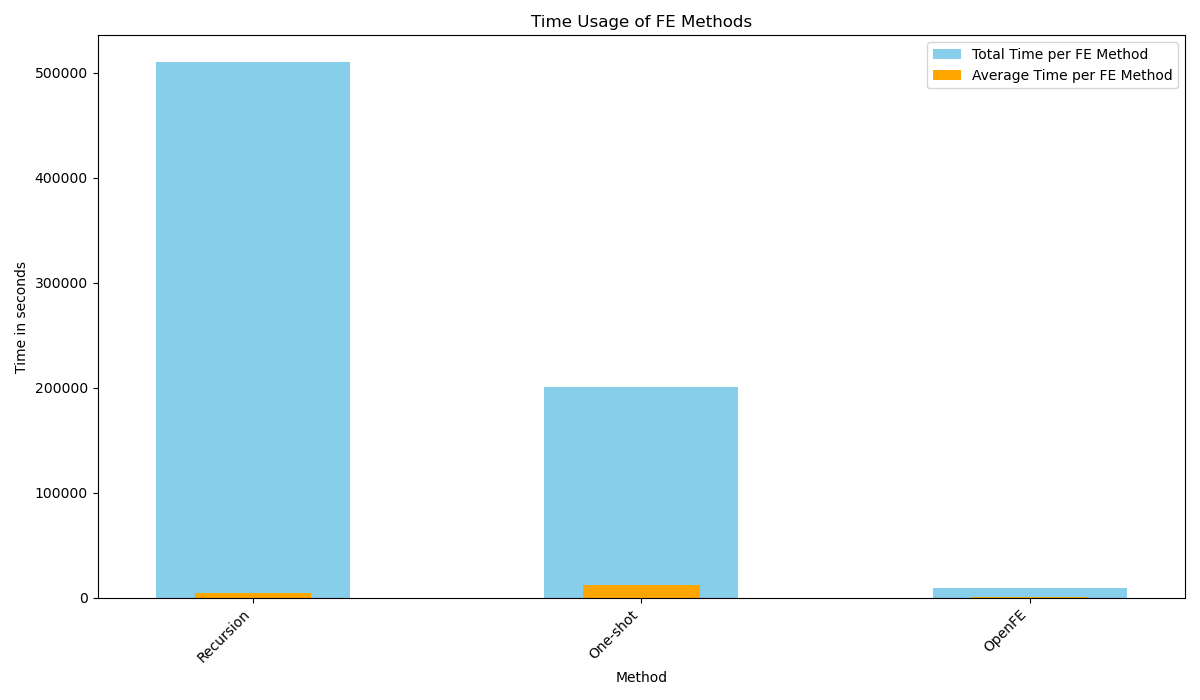 Time Usage of FE Methods
Total Time per FE Method
Average Time per FE Method
500000
400000
300000
200000
100000
0
Time in seconds
Recursion
One-shot
OpenFE
Method